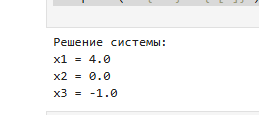 Решение системы:
x1 = 4.0
x2 = 0.0
x3 = -1.0